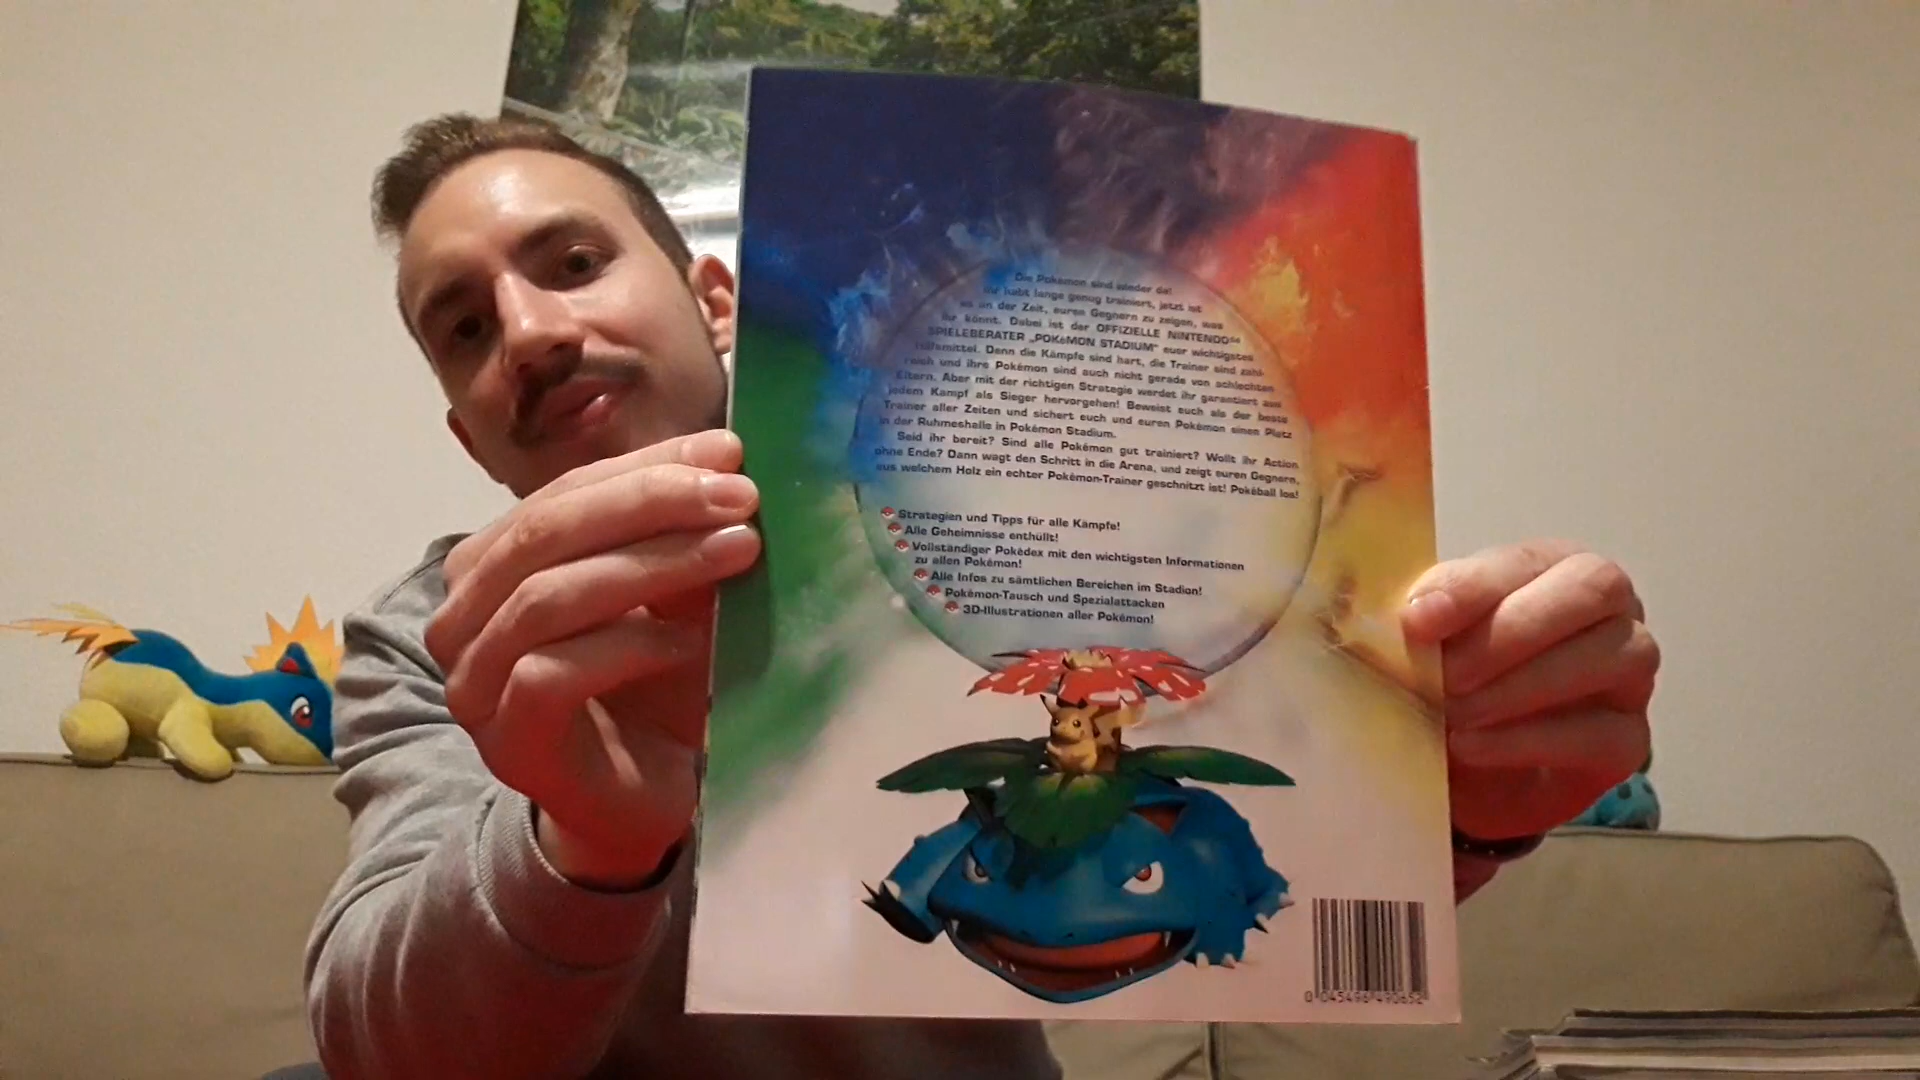 Die Pokémon sind wieder da!
Ihr habt lange genug trainiert, jetzt ist
es an der Zeit, euren Gegnern zu zeigen, was
ihr könnt. Dabei ist der OFFIZIELLE NINTENDO64
SPIELEBERATER „POKéMON STADIUM" euer wichtigstes
Hilfsmittel. Denn die Kämpfe sind hart, die Trainer sind zahl-
reich und ihre Pokémon sind auch nicht gerade von schlechten
Eltern. Aber mit der richtigen Strategie werdet ihr garantiert aus
jedem Kampf als Sieger hervorgehen! Beweist euch als der beste
Trainer aller Zeiten und sichert euch und euren Pokémon einen Platz
in der Ruhmeshalle in Pokémon Stadium.
Seid ihr bereit? Sind alle Pokémon gut trainiert? Wollt ihr Action
ohne Ende? Dann wagt den Schritt in die Arena, und zeigt euren Gegnern,
aus welchem Holz ein echter Pokémon-Trainer geschnitzt ist! Pokéball los!
Strategien und Tipps für alle Kämpfe!
Alle Geheimnisse enthüllt!
Vollständiger Pokédex mit den wichtigsten Informationen
zu allen Pokémon!
Alle Infos zu sämtlichen Bereichen im Stadion!
Pokémon-Tausch und Spezialattacken
3D-Illustrationen aller Pokémon!
0 045496 490652